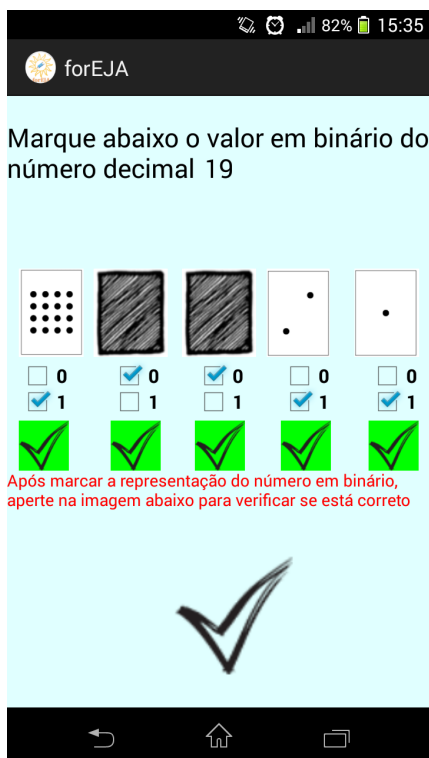 82% 15:35
forEJA
Marque abaixo o valor em binário do
número decimal 19
0 0 0 0 0
1 1 1 1 1
Após marcar a representação do número em binário,
aperte na imagem abaixo para verificar se está correto